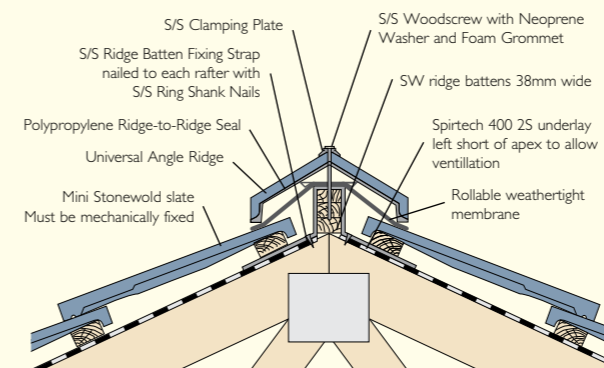 S/S Clamping Plate
S/S Ridge Batten Fixing Strap
nailed to each rafter with
S/S Ring Shank Nails
Polypropylene Ridge-to-Ridge Seal
Universal Angle Ridge
Mini Stonewold slate
Must be mechanically fixed
S/S Woodscrew with Neoprene
Washer and Foam Grommet
SW ridge battens 38mm wide
Spirtech 400 2S underlay
left short of apex to allow
ventillation
Rollable weathertight
membrane